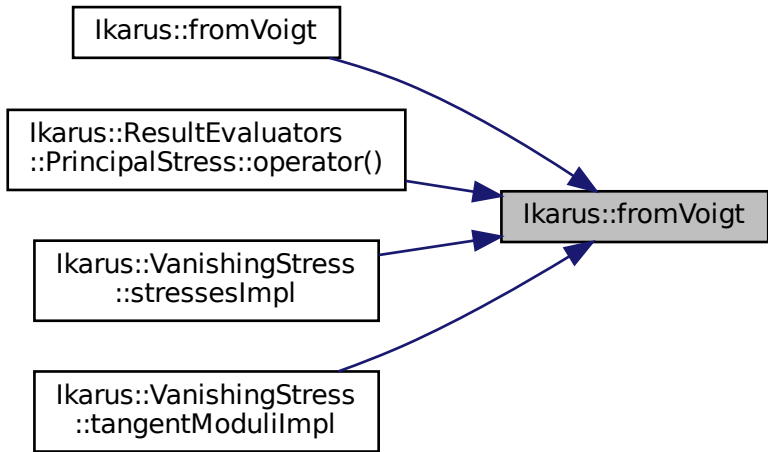 Ikarus::fromVoigt
Ikarus::ResultEvaluators
::PrincipalStress::operator()
Ikarus::fromVoigt
Ikarus::VanishingStress
::stressesImpl
Ikarus::VanishingStress
::tangentModuliImpl